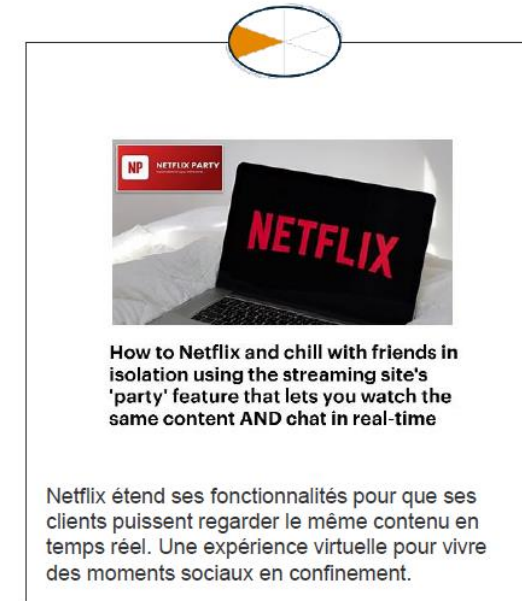 NP NETFLIX PARTY
NETFLIX
How to Netflix and chill with friends in
isolation using the streaming site's
'party' feature that lets you watch the
same content AND chat in real-time
Netflix étend ses fonctionnalités pour que ses
clients puissent regarder le même contenu en
temps réel. Une expérience virtuelle pour vivre
des moments sociaux en confinement.